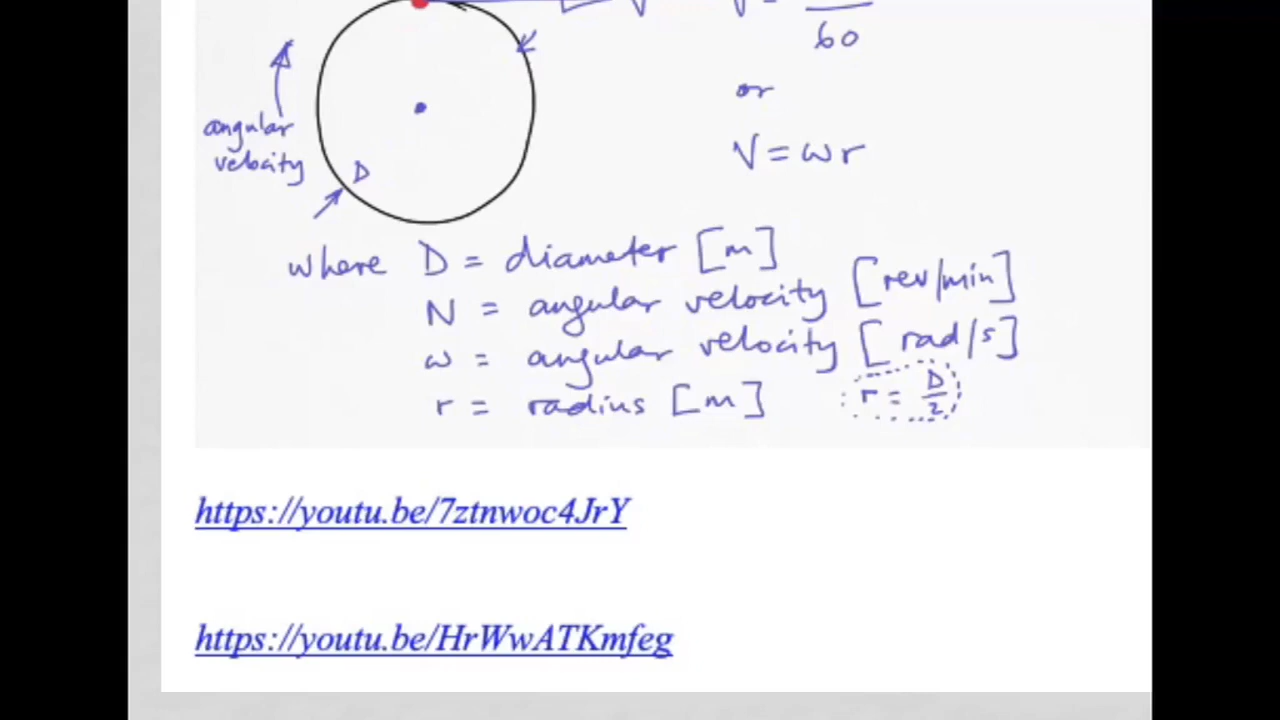 V =
60
or
angular
velocity
V = ωr
D
where D = diameter [m]
N = angular velocity [rev/min]
ω = angular velocity [rad/s]
r = radius [m] r = D/2
https://youtu.be/7ztnwoc4JrY
https://youtu.be/HrWwATKmfeg